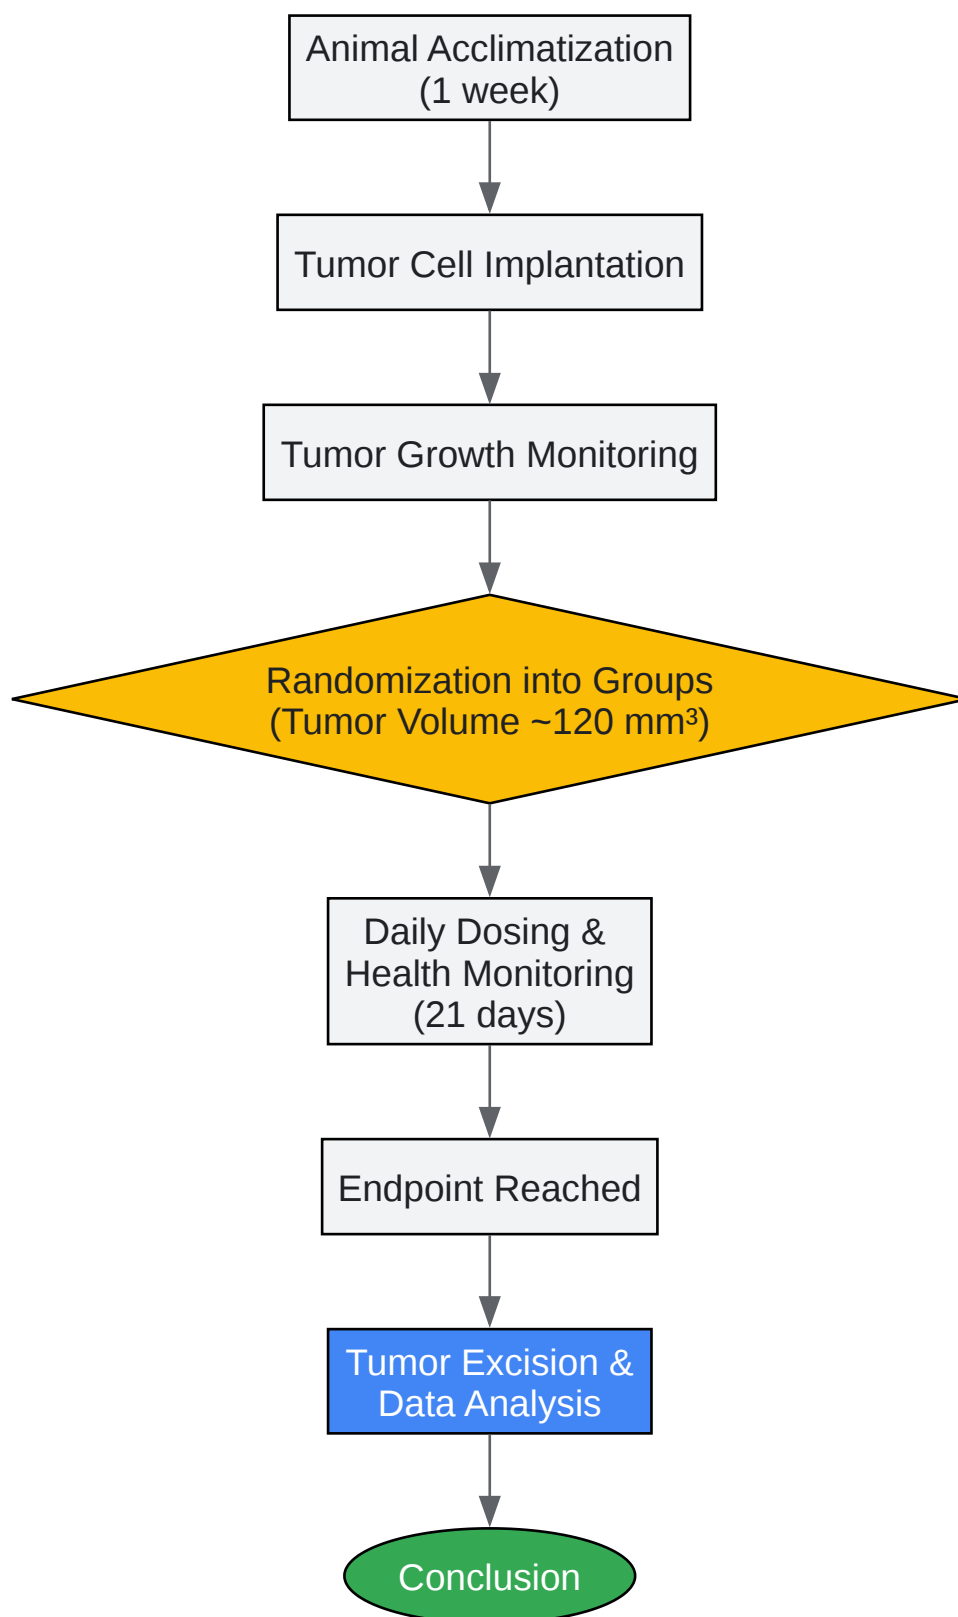 Animal Acclimatization
(1 week)
Tumor Cell Implantation
Tumor Growth Monitoring
Randomization into Groups
(Tumor Volume ~120 mm³)
Daily Dosing &
Health Monitoring
(21 days)
Endpoint Reached
Tumor Excision &
Data Analysis
Conclusion